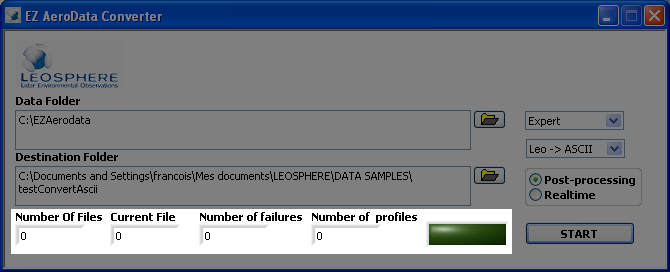 EZ AeroData Converter
LEOSPHERE
Lidar Environmental Observations
Data Folder
C:\EZAerodata
Expert
Leo -> ASCII
Destination Folder
C:\Documents and Settings\francois\Mes documents\LEOSPHERE\DATA SAMPLES\
testConvertAscii
Post-processing
Realtime
Number Of Files Current File Number of failures Number of profiles
0 0 0 0
START